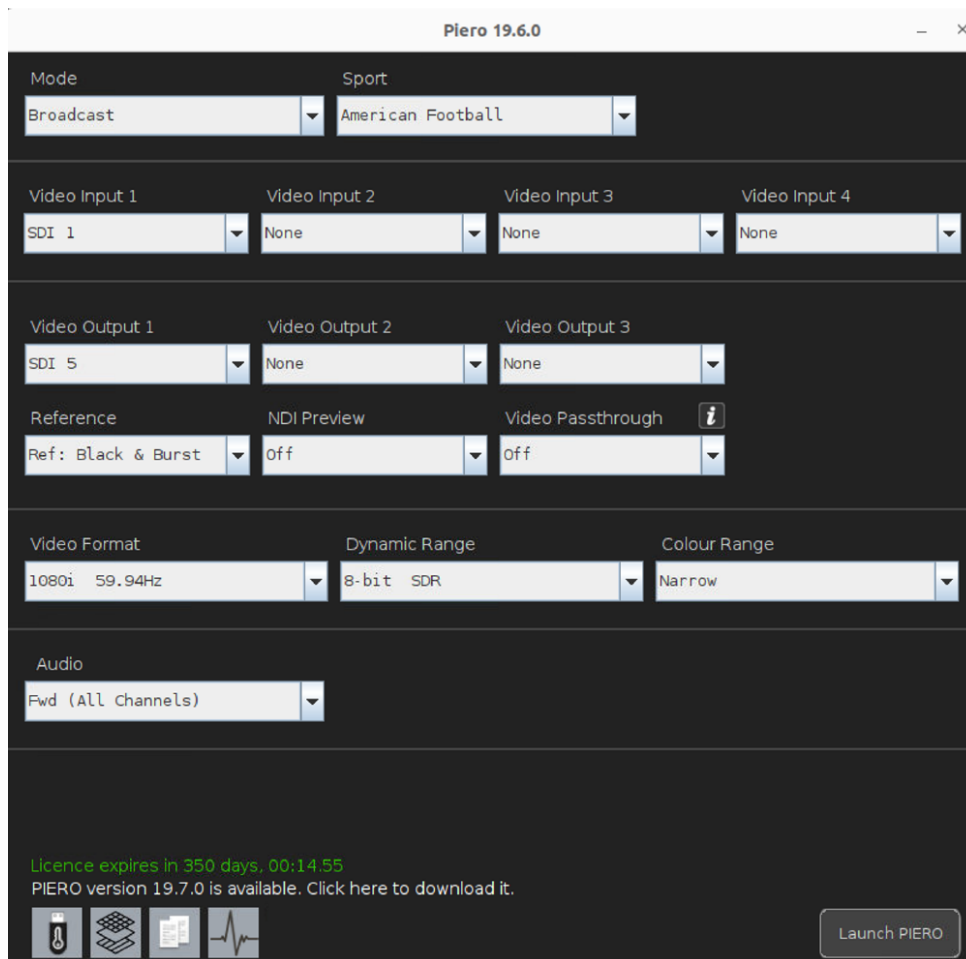 Piero 19.6.0
Mode Sport
Broadcast American Football
Video Input 1 Video Input 2 Video Input 3 Video Input 4
SDI 1 None None None
Video Output 1 Video Output 2 Video Output 3
SDI 5 None None
Reference NDI Preview Video Passthrough i
Ref: Black & Burst Off Off
Video Format Dynamic Range Colour Range
1080i 59.94Hz 8-bit SDR Narrow
Audio
Fwd (All Channels)
Licence expires in 350 days, 00:14.55
PIERO version 19.7.0 is available. Click here to download it.
Launch PIERO